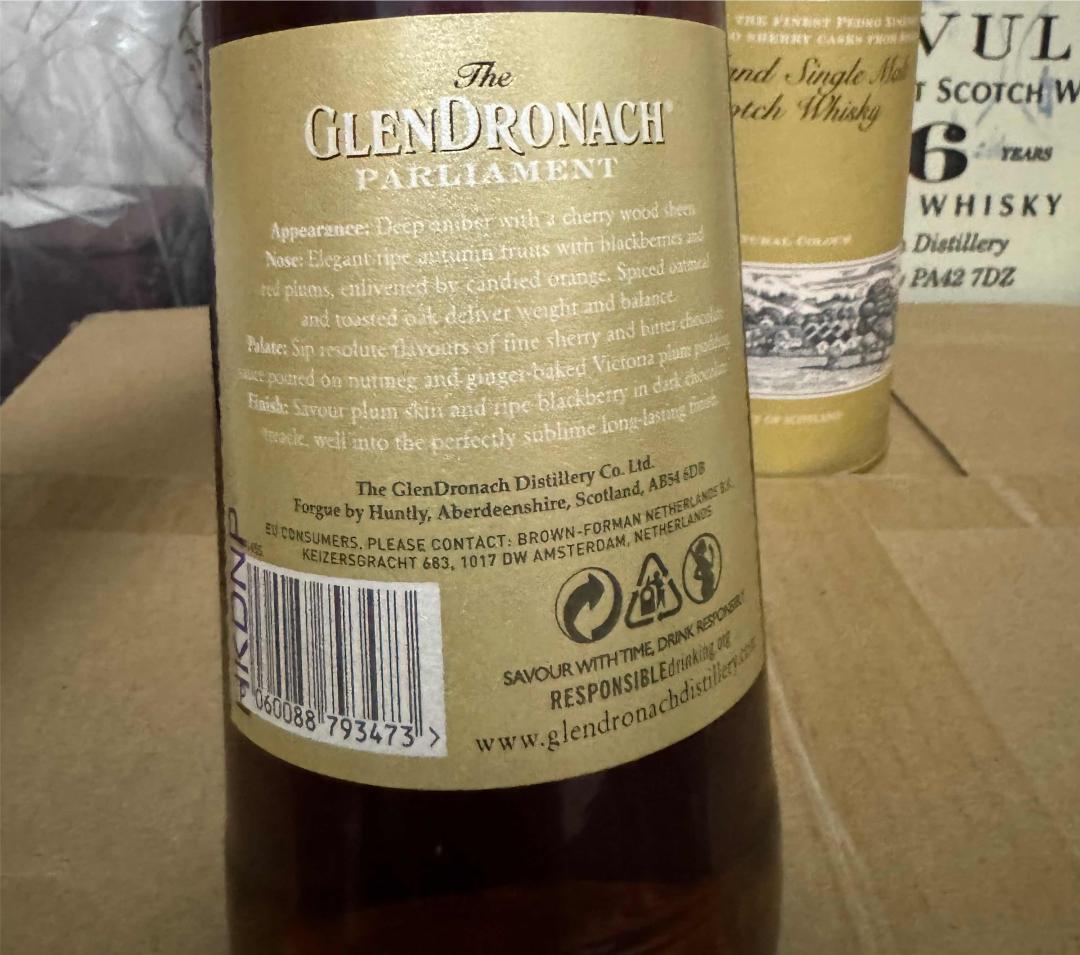 The
GLENDRONACH®
PARLIAMENT
Appearance: Deep amber with a cherry wood sheen
Nose: Elegant ripe autumn fruits with blackberries and
red plums, enlivened by candied orange. Spiced oatmeal
and toasted oak deliver weight and balance.
Palate: Sip resolute flavours of fine sherry and bitter chocolate
sauce poured on nutmeg and ginger-baked Victoria plum pudding
Finish: Savour plum skin and ripe blackberry in dark chocolate
treacle, well into the perfectly sublime long-lasting finish.
The GlenDronach Distillery Co. Ltd.
Forgue by Huntly, Aberdeenshire, Scotland, AB54 6DB
EU CONSUMERS, PLEASE CONTACT: BROWN-FORMAN NETHERLANDS B.V.
KEIZERSGRACHT 683, 1017 DW AMSTERDAM, NETHERLANDS
HKDNP
060088 793473 >
SAVOUR WITH TIME, DRINK RESPONSIBLY
RESPONSIBLEdrinking.org
www.glendronachdistillery.com
THE FINEST PEDRO
SHERRY CASKS FROM
and Single Malt
otch Whisky
URAL COLOUR
OF SCOTLAND
VUL
T SCOTCH W
6 YEARS
WHISKY
Distillery
PA42 7DZ